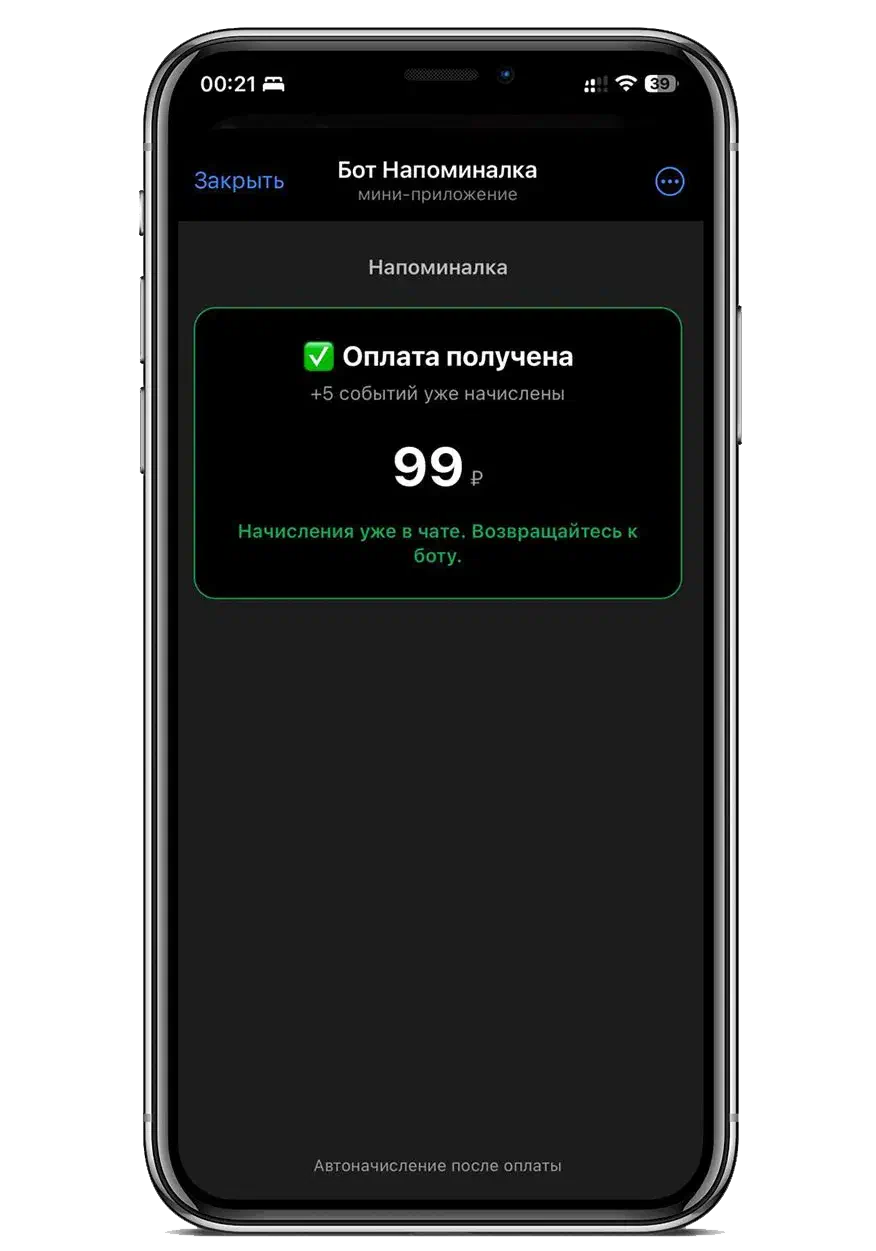 00:21
39
Закрыть
Бот Напоминалка
мини-приложение
Напоминалка
✅ Оплата получена
+5 событий уже начислены
99 ₽
Начисления уже в чате. Возвращайтесь к
боту.
Автоначисление после оплаты